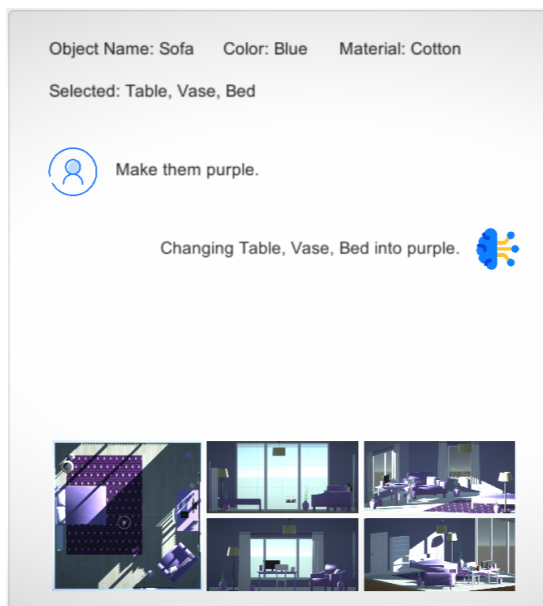 Object Name: Sofa Color: Blue Material: Cotton
Selected: Table, Vase, Bed
Make them purple.
Changing Table, Vase, Bed into purple.